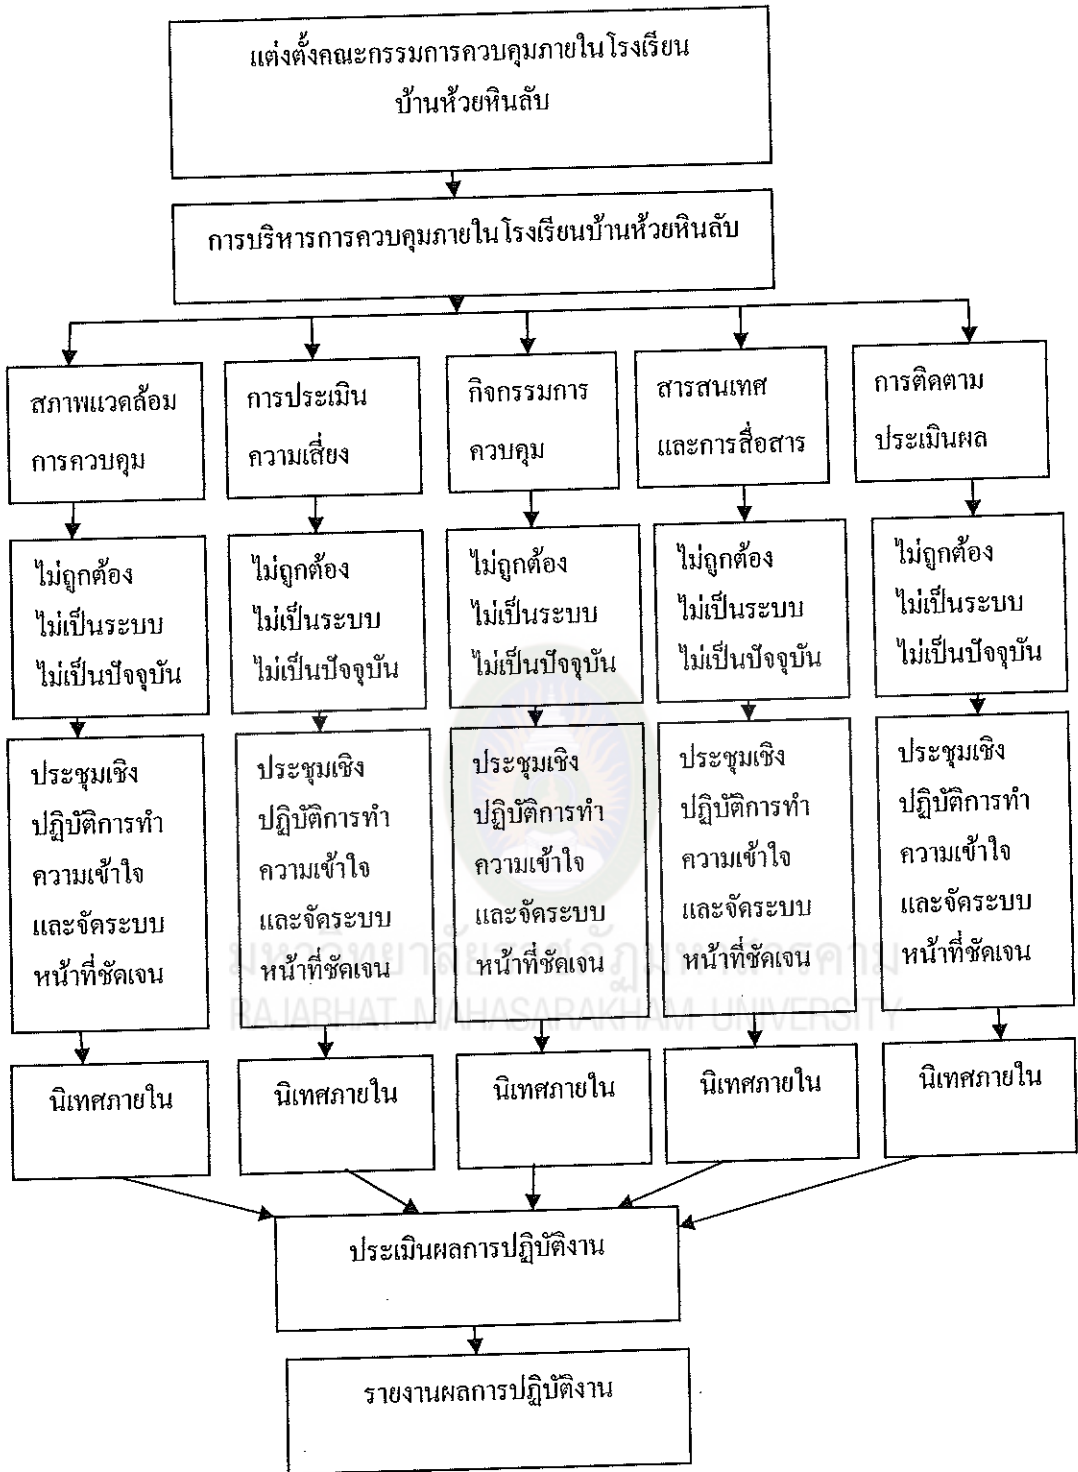 แต่งตั้งคณะกรรมการควบคุมภายในโรงเรียน
บ้านห้วยหินลับ
การบริหารการควบคุมภายในโรงเรียนบ้านห้วยหินลับ
สภาพแวดล้อม
การควบคุม
การประเมิน
ความเสี่ยง
กิจกรรมการ
ควบคุม
สารสนเทศ
และการสื่อสาร
การติดตาม
ประเมินผล
ไม่ถูกต้อง
ไม่เป็นระบบ
ไม่เป็นปัจจุบัน
ไม่ถูกต้อง
ไม่เป็นระบบ
ไม่เป็นปัจจุบัน
ไม่ถูกต้อง
ไม่เป็นระบบ
ไม่เป็นปัจจุบัน
ไม่ถูกต้อง
ไม่เป็นระบบ
ไม่เป็นปัจจุบัน
ไม่ถูกต้อง
ไม่เป็นระบบ
ไม่เป็นปัจจุบัน
ประชุมเชิง
ปฏิบัติการทำ
ความเข้าใจ
และจัดระบบ
หน้าที่ชัดเจน
ประชุมเชิง
ปฏิบัติการทำ
ความเข้าใจ
และจัดระบบ
หน้าที่ชัดเจน
ประชุมเชิง
ปฏิบัติการทำ
ความเข้าใจ
และจัดระบบ
หน้าที่ชัดเจน
ประชุมเชิง
ปฏิบัติการทำ
ความเข้าใจ
และจัดระบบ
หน้าที่ชัดเจน
ประชุมเชิง
ปฏิบัติการทำ
ความเข้าใจ
และจัดระบบ
หน้าที่ชัดเจน
มหาวิทยาลัยราชภัฏมหาสารคาม
RAJABHAT MAHASARAKHAM UNIVERSITY
นิเทศภายใน
นิเทศภายใน
นิเทศภายใน
นิเทศภายใน
นิเทศภายใน
ประเมินผลการปฏิบัติงาน
รายงานผลการปฏิบัติงาน